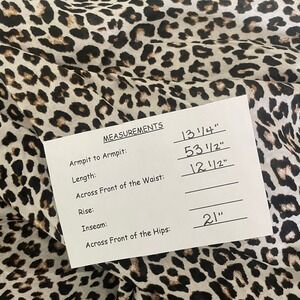 MEASUREMENTS
Armpit to Armpit: 13 1/4"
Length: 53 1/2"
Across Front of the Waist: 12 1/2"
Rise:
Inseam:
Across Front of the Hips: 21"